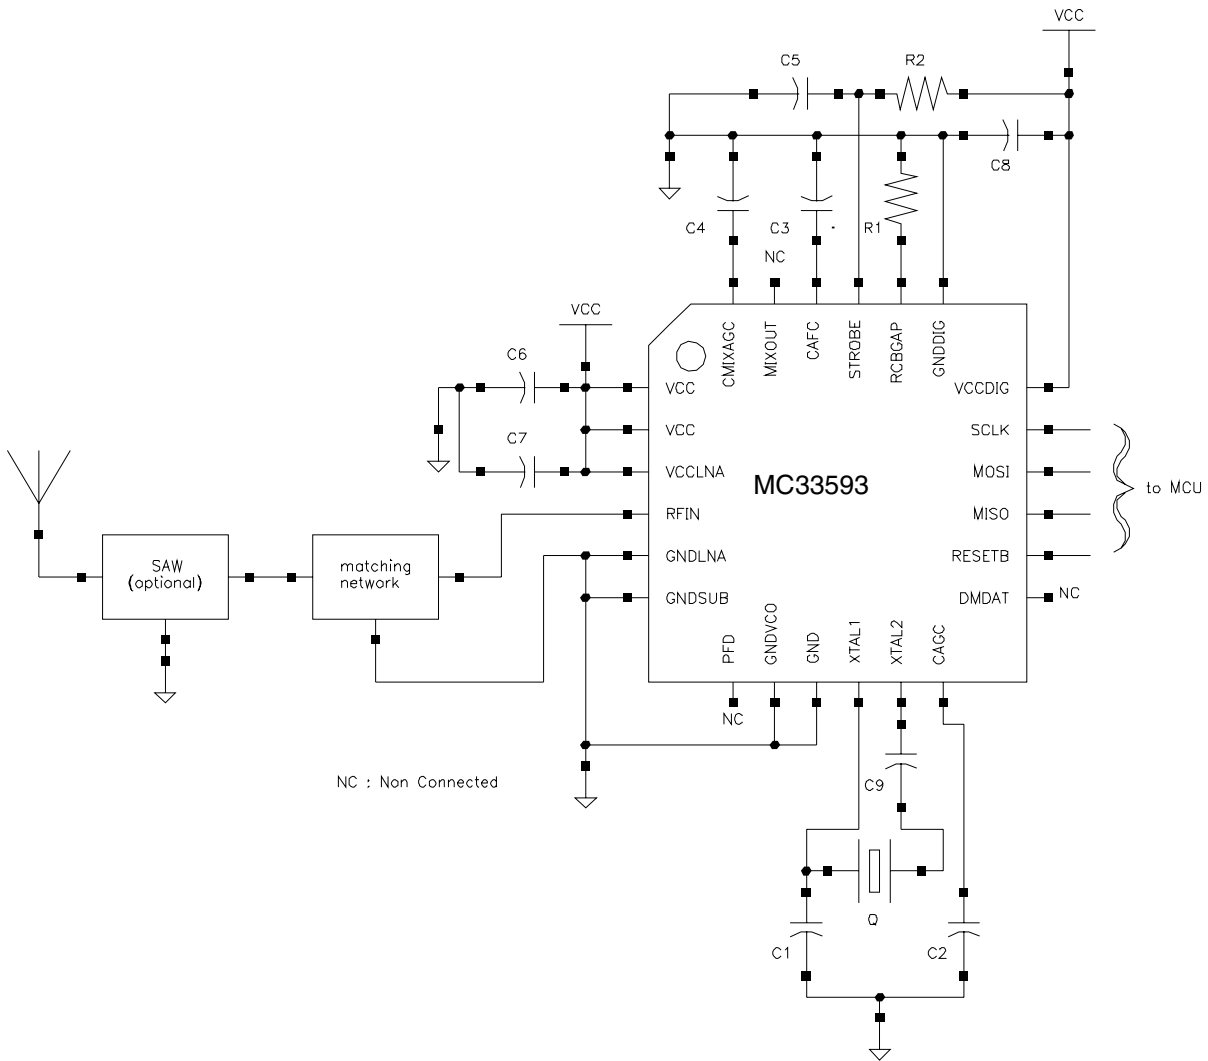 VCC
C5
R2
C8
C4
C3
R1
NC
VCC
C6
C7
CMIXAGC
MIXOUT
CAFC
STROBE
RCBGAP
GNDDIG
VCC
VCC
VCCLNA
RFIN
GNDLNA
GNDSUB
MC33593
VCCDIG
SCLK
MOSI
MISO
RESETB
DMDAT
NC
to MCU
SAW
(optional)
matching
network
PFD
GNDVCO
GND
XTAL1
XTAL2
CAGC
NC
NC : Non Connected
C9
Q
C1
C2